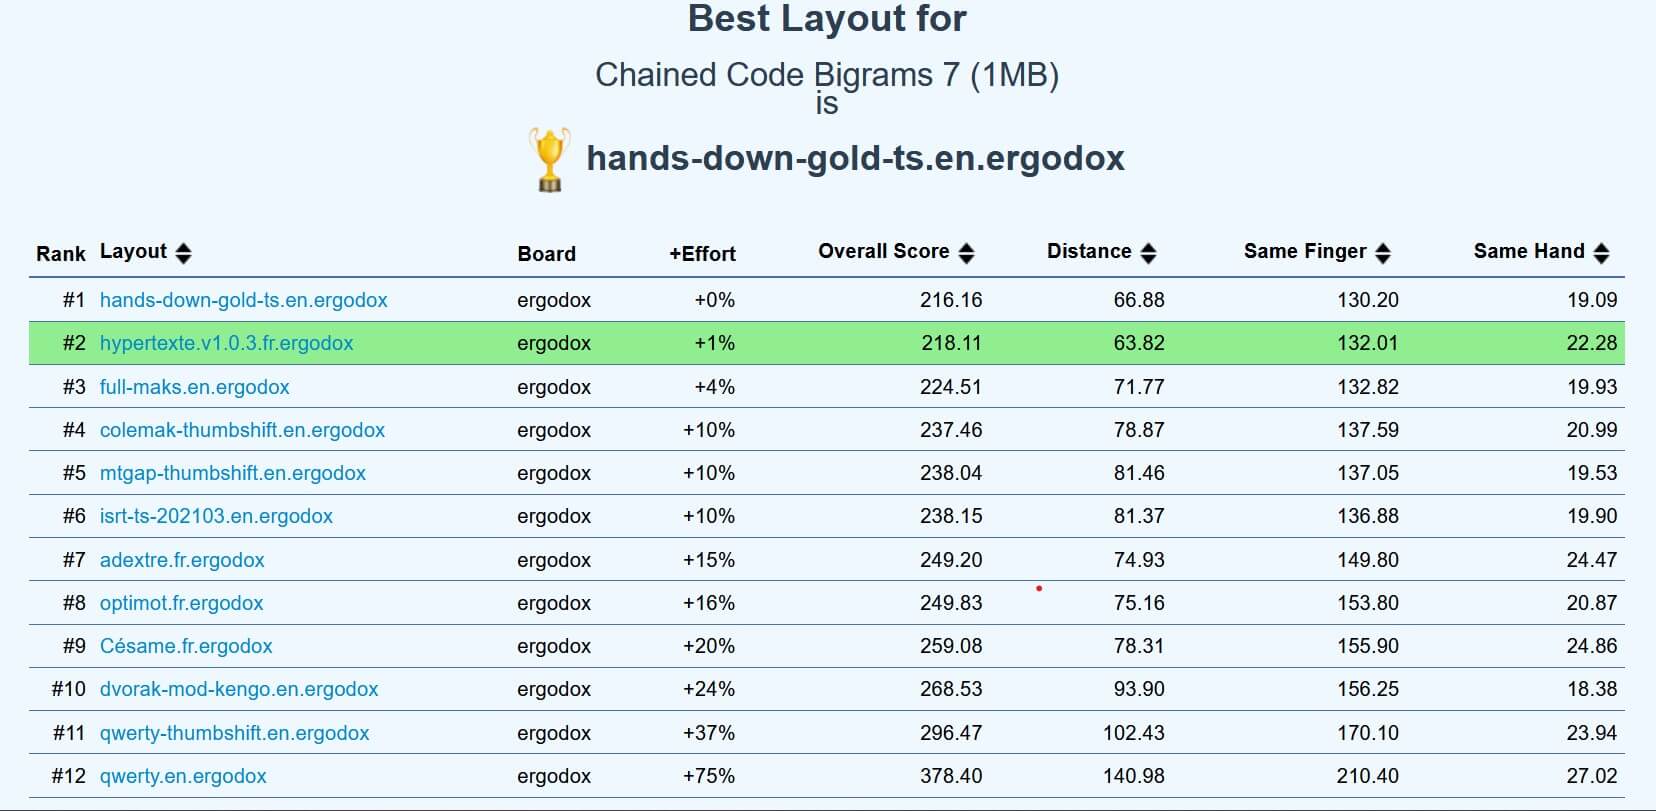 Best Layout for
Chained Code Bigrams 7 (1MB)
is
hands-down-gold-ts.en.ergodox
Rank Layout Board +Effort Overall Score Distance Same Finger Same Hand
#1 hands-down-gold-ts.en.ergodox ergodox +0% 216.16 66.88 130.20 19.09
#2 hypertexte.v1.0.3.fr.ergodox ergodox +1% 218.11 63.82 132.01 22.28
#3 full-maks.en.ergodox ergodox +4% 224.51 71.77 132.82 19.93
#4 colemak-thumbshift.en.ergodox ergodox +10% 237.46 78.87 137.59 20.99
#5 mtgap-thumbshift.en.ergodox ergodox +10% 238.04 81.46 137.05 19.53
#6 isrt-ts-202103.en.ergodox ergodox +10% 238.15 81.37 136.88 19.90
#7 adextre.fr.ergodox ergodox +15% 249.20 74.93 149.80 24.47
#8 optimot.fr.ergodox ergodox +16% 249.83 75.16 153.80 20.87
#9 Césame.fr.ergodox ergodox +20% 259.08 78.31 155.90 24.86
#10 dvorak-mod-kengo.en.ergodox ergodox +24% 268.53 93.90 156.25 18.38
#11 qwerty-thumbshift.en.ergodox ergodox +37% 296.47 102.43 170.10 23.94
#12 qwerty.en.ergodox ergodox +75% 378.40 140.98 210.40 27.02